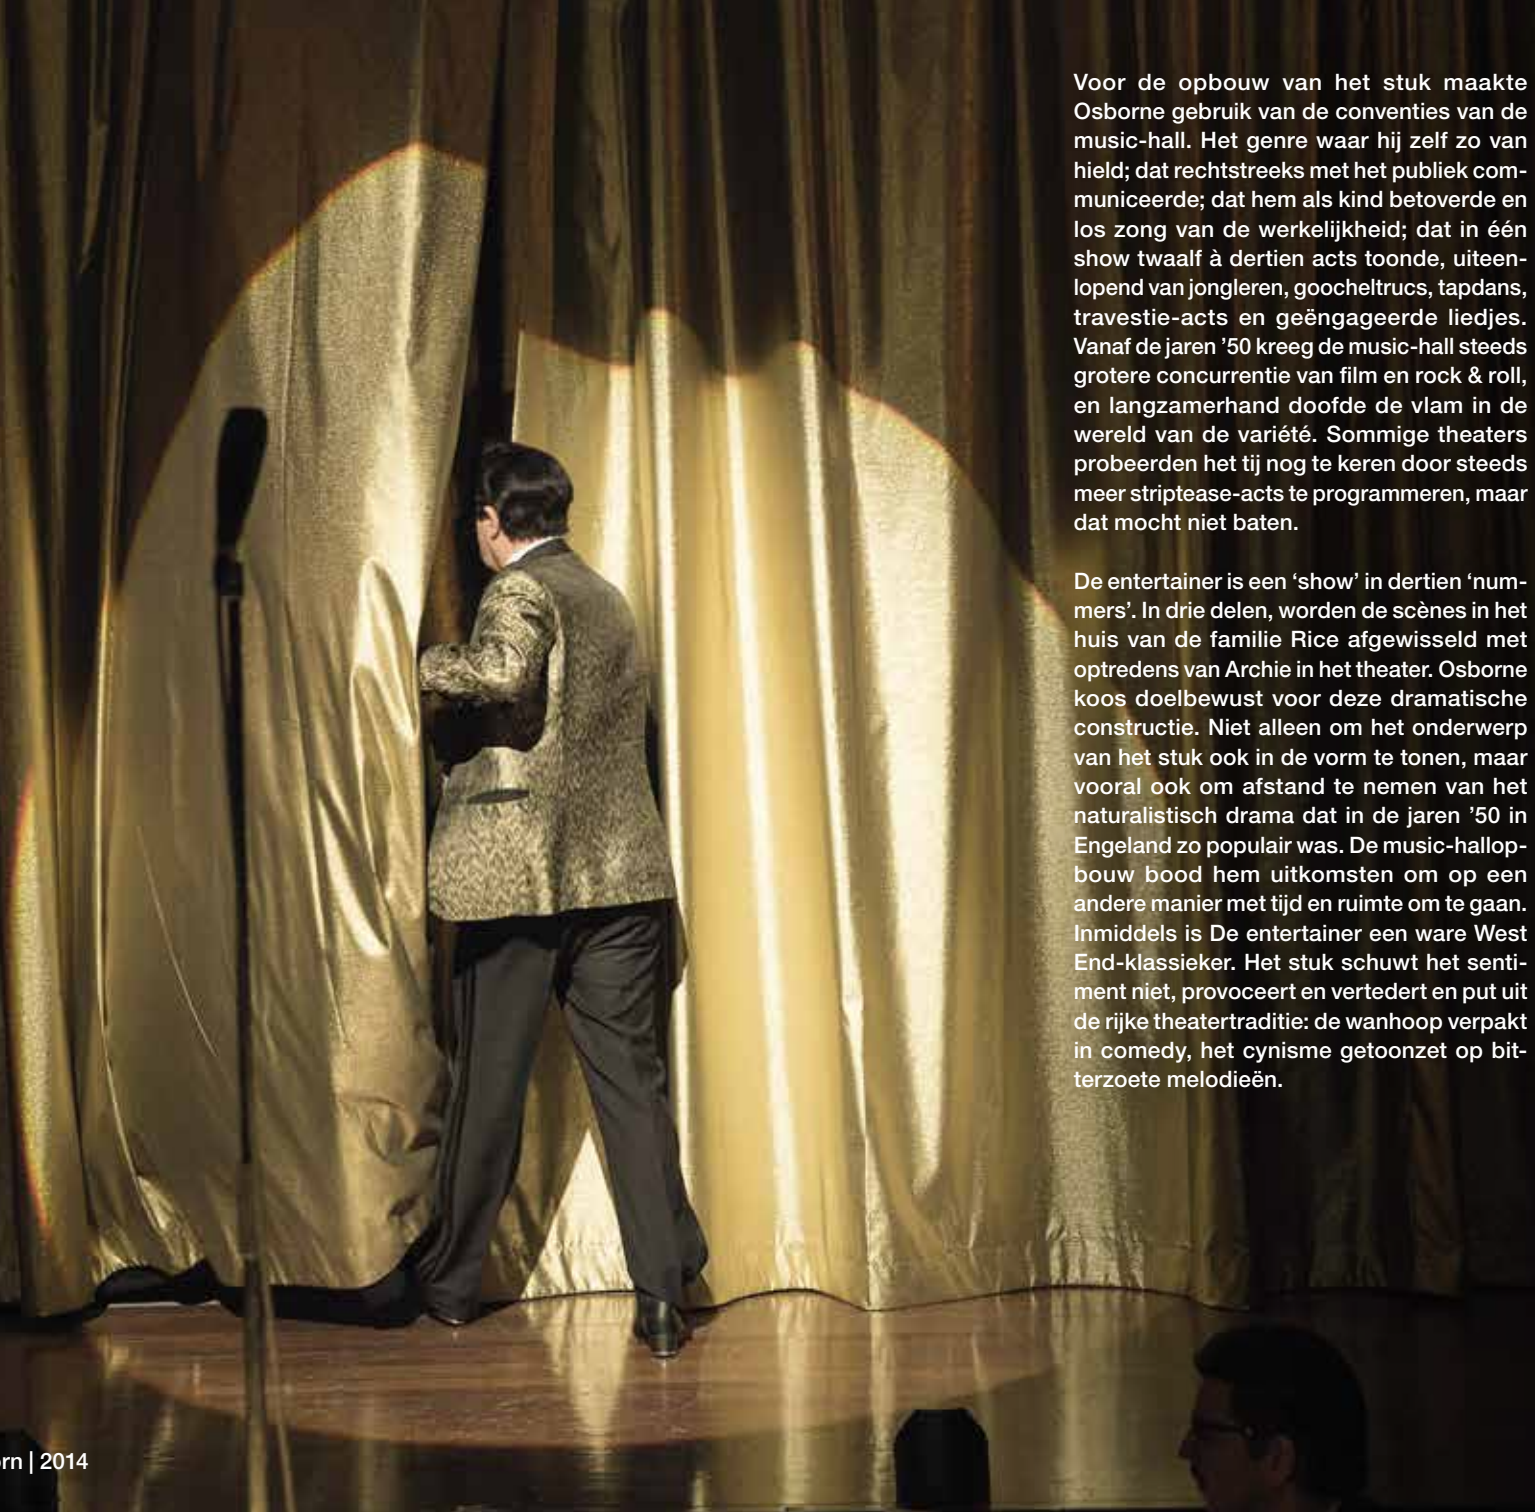 Voor de opbouw van het stuk maakte
Osborne gebruik van de conventies van de
music-hall. Het genre waar hij zelf zo van
hield; dat rechtstreeks met het publiek com-
municeerde; dat hem als kind betoverde en
los zong van de werkelijkheid; dat in één
show twaalf à dertien acts toonde, uiteen-
lopend van jongleren, goocheltrucs, tapdans,
travestie-acts en geëngageerde liedjes.
Vanaf de jaren ’50 kreeg de music-hall steeds
grotere concurrentie van film en rock & roll,
en langzamerhand doofde de vlam in de
wereld van de variété. Sommige theaters
probeerden het tij nog te keren door steeds
meer striptease-acts te programmeren, maar
dat mocht niet baten.
De entertainer is een ‘show’ in dertien ‘num-
mers’. In drie delen, worden de scènes in het
huis van de familie Rice afgewisseld met
optredens van Archie in het theater. Osborne
koos doelbewust voor deze dramatische
constructie. Niet alleen om het onderwerp
van het stuk ook in de vorm te tonen, maar
vooral ook om afstand te nemen van het
naturalistisch drama dat in de jaren ’50 in
Engeland zo populair was. De music-hallop-
bouw bood hem uitkomsten om op een
andere manier met tijd en ruimte om te gaan.
Inmiddels is De entertainer een ware West
End-klassieker. Het stuk schuwt het senti-
ment niet, provoceert en vertedert en put uit
de rijke theatertraditie: de wanhoop verpakt
in comedy, het cynisme getoonzet op bit-
terzoete melodieën.
rn | 2014